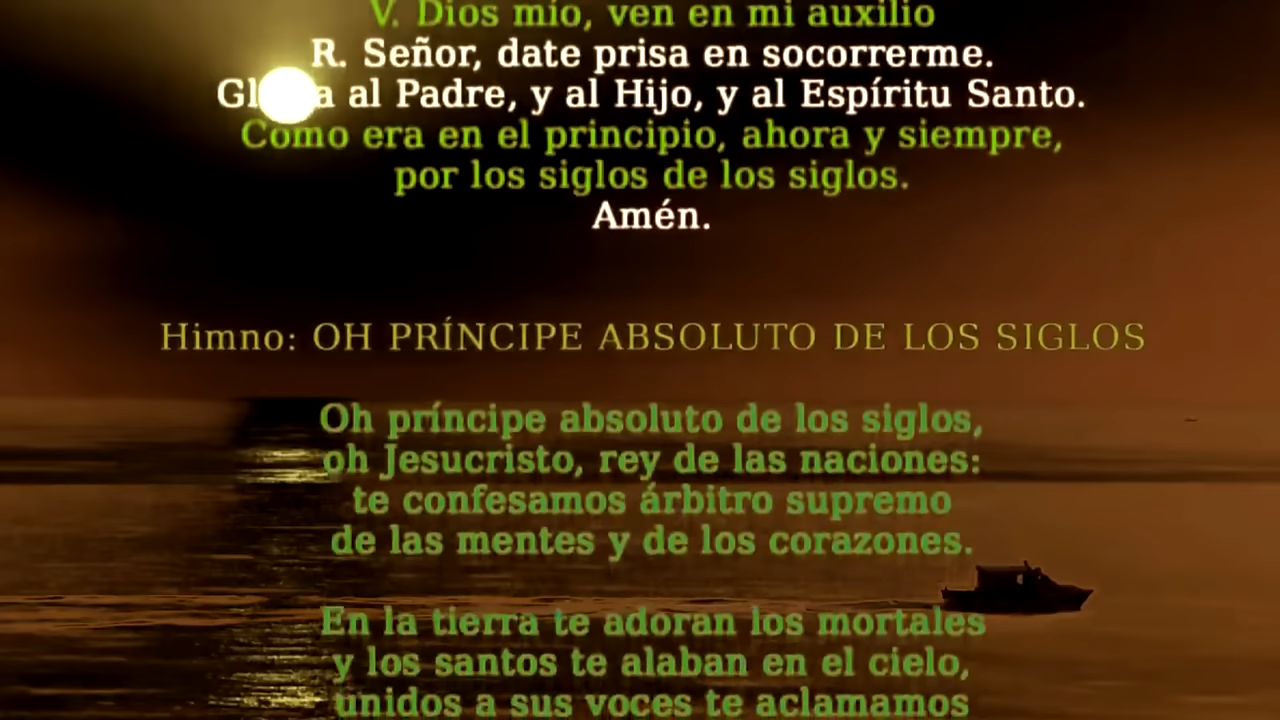 V. Dios mío, ven en mi auxilio
R. Señor, date prisa en socorrerme.
al Padre, y al Hijo, y al Espíritu Santo.
Como era en el principio, ahora y siempre,
por los siglos de los siglos.
Amén.
Himno: OH PRÍNCIPE ABSOLUTO DE LOS SIGLOS
Oh príncipe absoluto de los siglos,
oh Jesucristo, rey de las naciones:
te confesamos árbitro supremo
de las mentes y de los corazones.
En la tierra te adoran los mortales
y los santos te alaban en el cielo,
unidos a sus voces te aclamamos